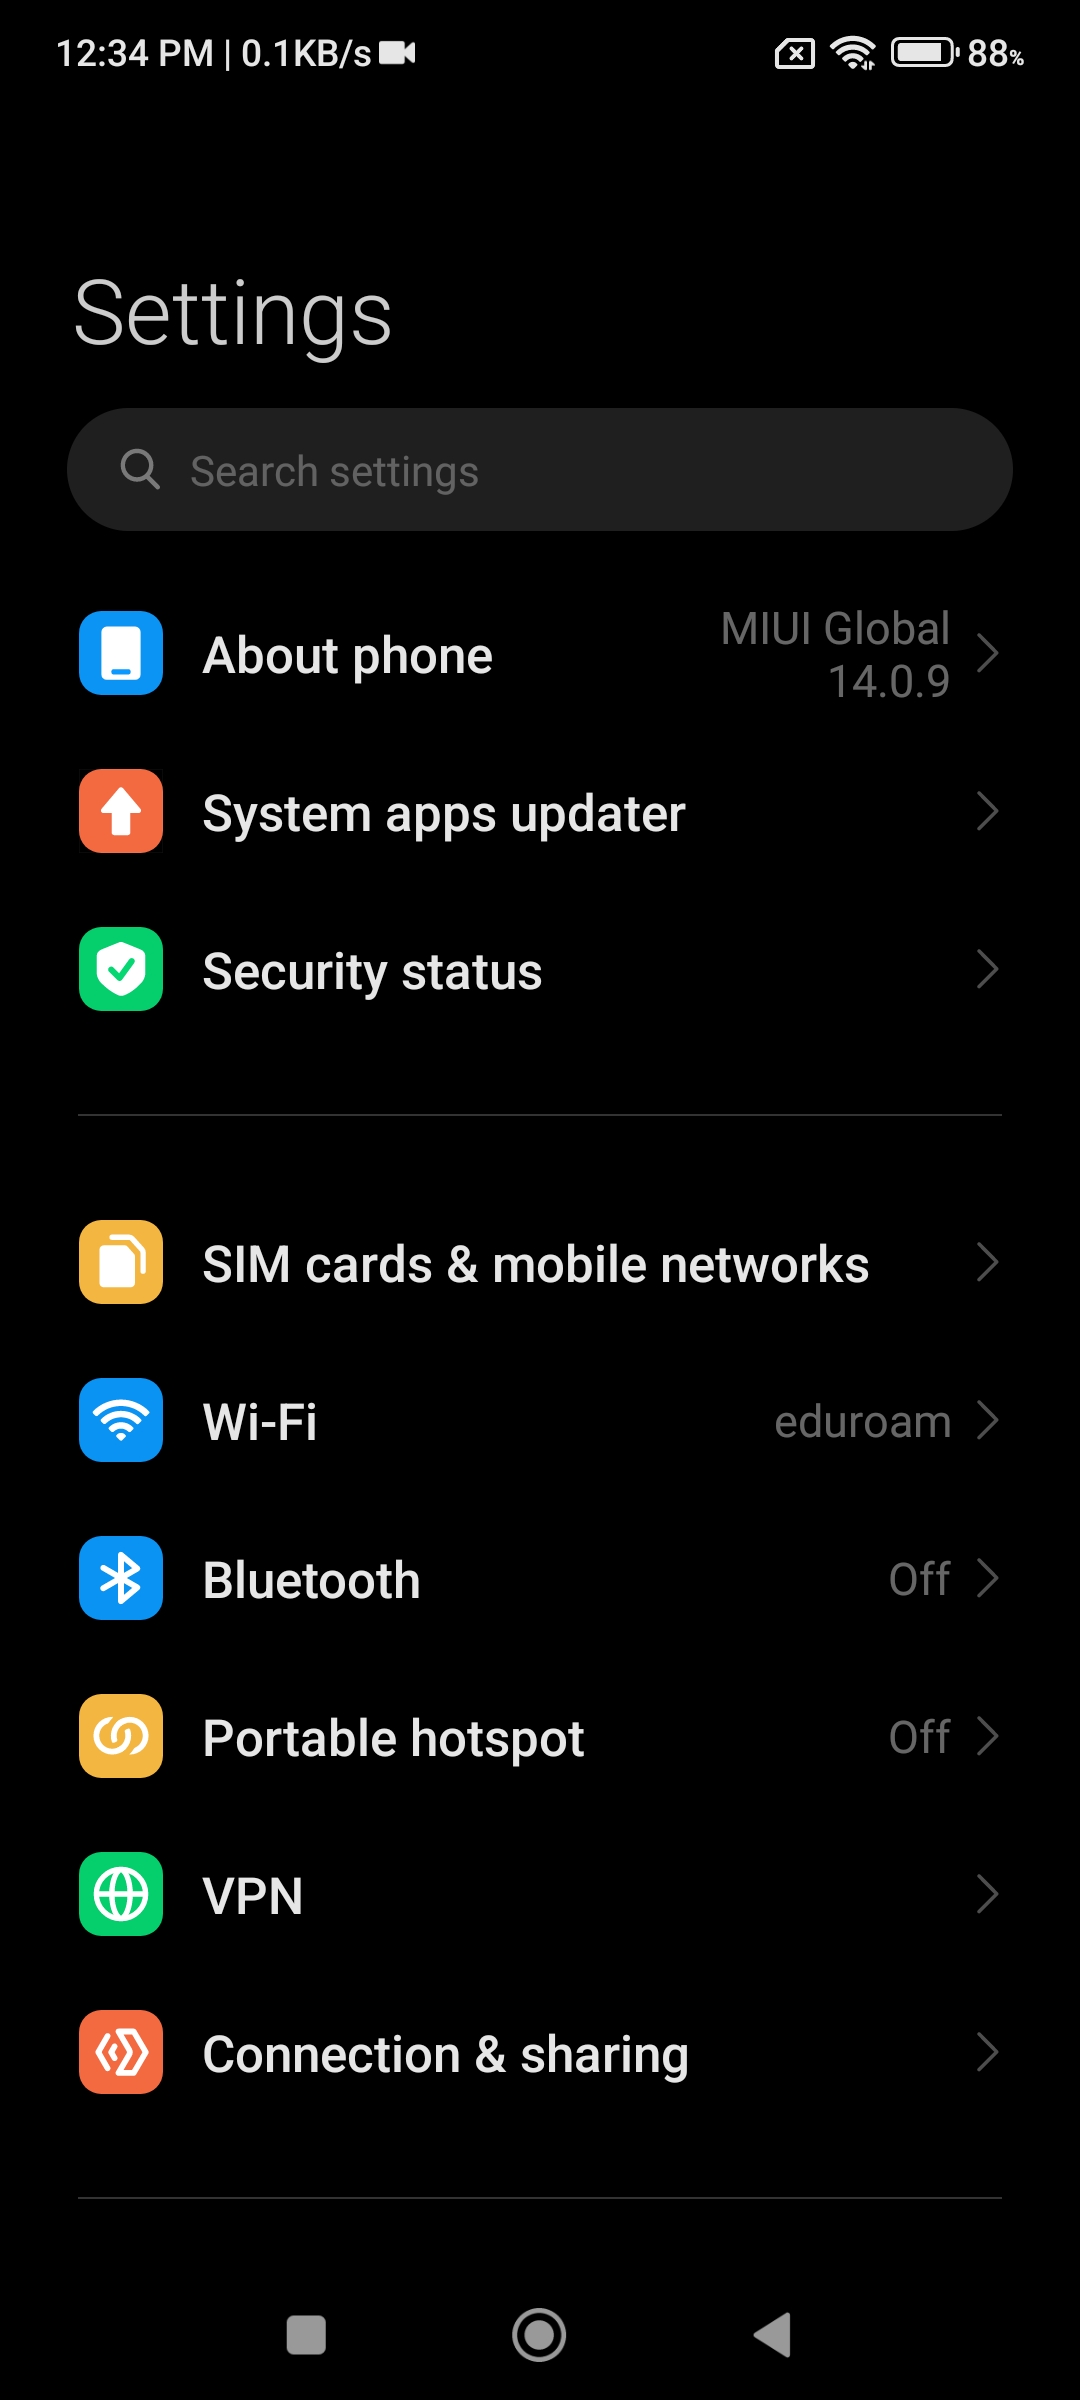 12:34 PM | 0.1KB/s
88%
Settings
Search settings
About phone
MIUI Global
14.0.9
System apps updater
Security status
SIM cards & mobile networks
Wi-Fi
eduroam
Bluetooth
Off
Portable hotspot
Off
VPN
Connection & sharing